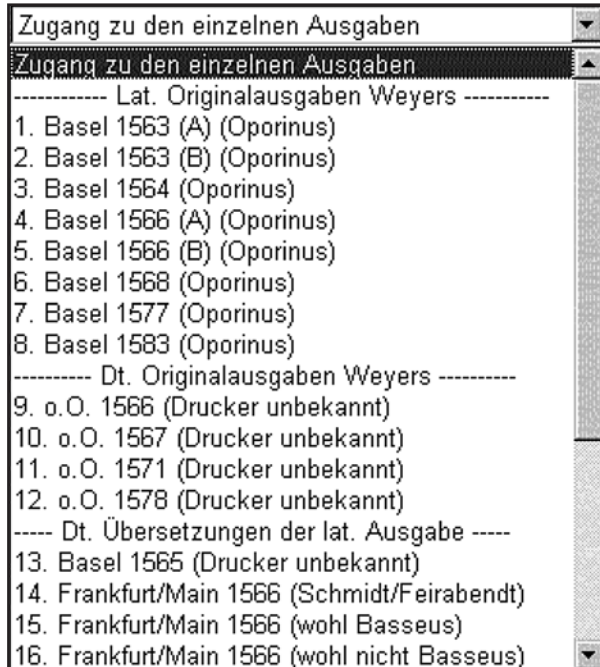 Zugang zu den einzelnen Ausgaben
Zugang zu den einzelnen Ausgaben
------------ Lat. Originalausgaben Weyers -----------
1. Basel 1563 (A) (Oporinus)
2. Basel 1563 (B) (Oporinus)
3. Basel 1564 (Oporinus)
4. Basel 1566 (A) (Oporinus)
5. Basel 1566 (B) (Oporinus)
6. Basel 1568 (Oporinus)
7. Basel 1577 (Oporinus)
8. Basel 1583 (Oporinus)
---------- Dt. Originalausgaben Weyers ----------
9. o.O. 1566 (Drucker unbekannt)
10. o.O. 1567 (Drucker unbekannt)
11. o.O. 1571 (Drucker unbekannt)
12. o.O. 1578 (Drucker unbekannt)
----- Dt. Übersetzungen der lat. Ausgabe -----
13. Basel 1565 (Drucker unbekannt)
14. Frankfurt/Main 1566 (Schmidt/Feirabendt)
15. Frankfurt/Main 1566 (wohl Basseus)
16. Frankfurt/Main 1566 (wohl nicht Basseus)